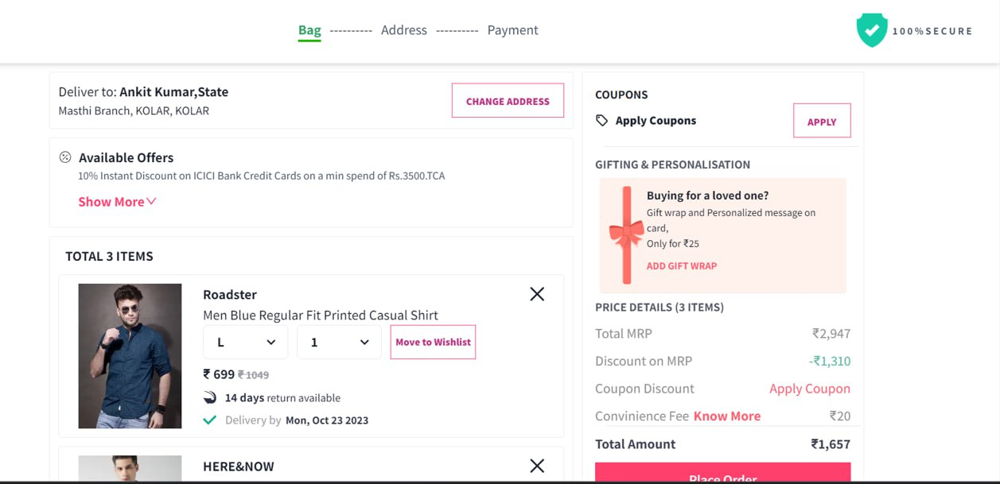 Bag ---------- Address ---------- Payment
100%SECURE
Deliver to: Ankit Kumar,State
Masthi Branch, KOLAR, KOLAR
CHANGE ADDRESS
Available Offers
10% Instant Discount on ICICI Bank Credit Cards on a min spend of Rs.3500.TCA
Show More
TOTAL 3 ITEMS
Roadster
Men Blue Regular Fit Printed Casual Shirt
L
1
Move to Wishlist
₹ 699 ₹ 1049
14 days return available
Delivery by Mon, Oct 23 2023
HERE&NOW
COUPONS
Apply Coupons
APPLY
GIFTING & PERSONALISATION
Buying for a loved one?
Gift wrap and Personalized message on
card,
Only for ₹25
ADD GIFT WRAP
PRICE DETAILS (3 ITEMS)
Total MRP ₹2,947
Discount on MRP -₹1,310
Coupon Discount Apply Coupon
Convinience Fee Know More ₹20
Total Amount ₹1,657
Place Order